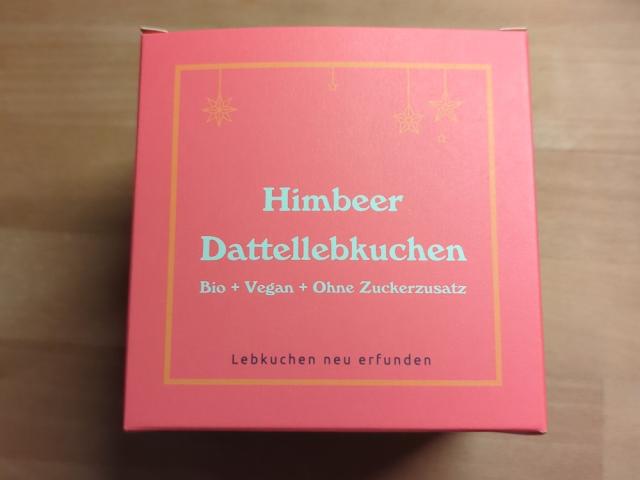 Himbeer
Dattellebkuchen
Bio + Vegan + Ohne Zuckerzusatz
Lebkuchen neu erfunden